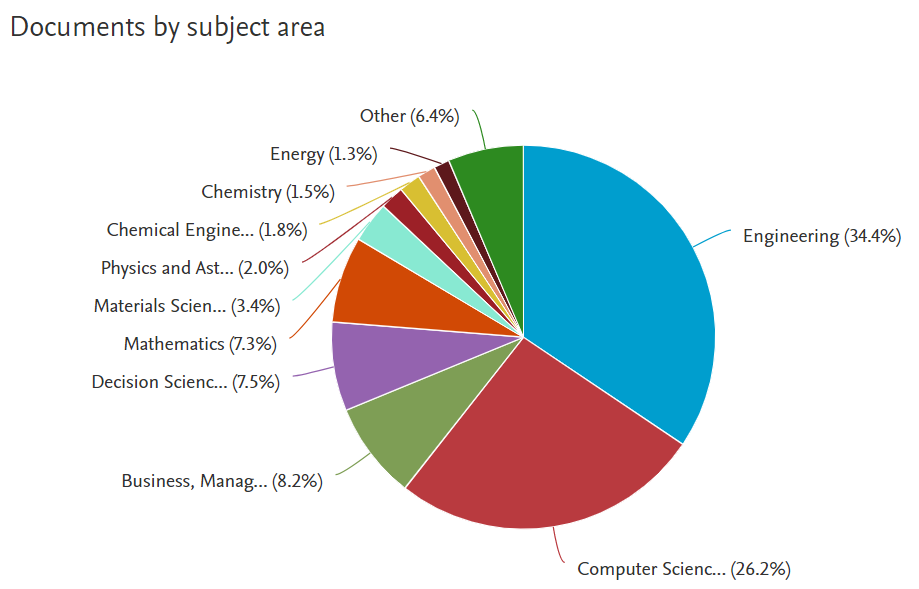 Documents by subject area
Other (6.4%)
Energy (1.3%)
Chemistry (1.5%)
Chemical Engine... (1.8%)
Physics and Ast... (2.0%)
Materials Scien... (3.4%)
Mathematics (7.3%)
Decision Scienc... (7.5%)
Business, Manag... (8.2%)
Engineering (34.4%)
Computer Scienc... (26.2%)